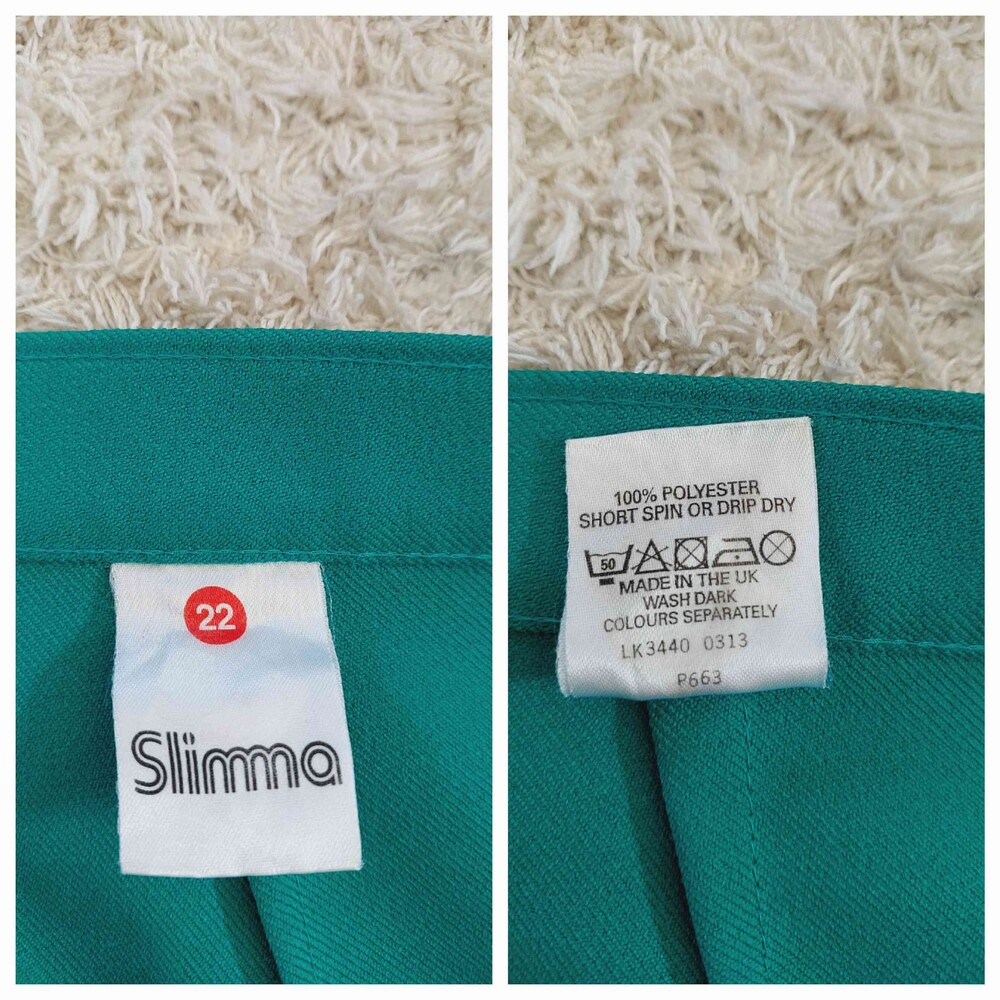 22
Slimma
100% POLYESTER
SHORT SPIN OR DRIP DRY
50
MADE IN THE UK
WASH DARK
COLOURS SEPARATELY
LK3440 0313
P663